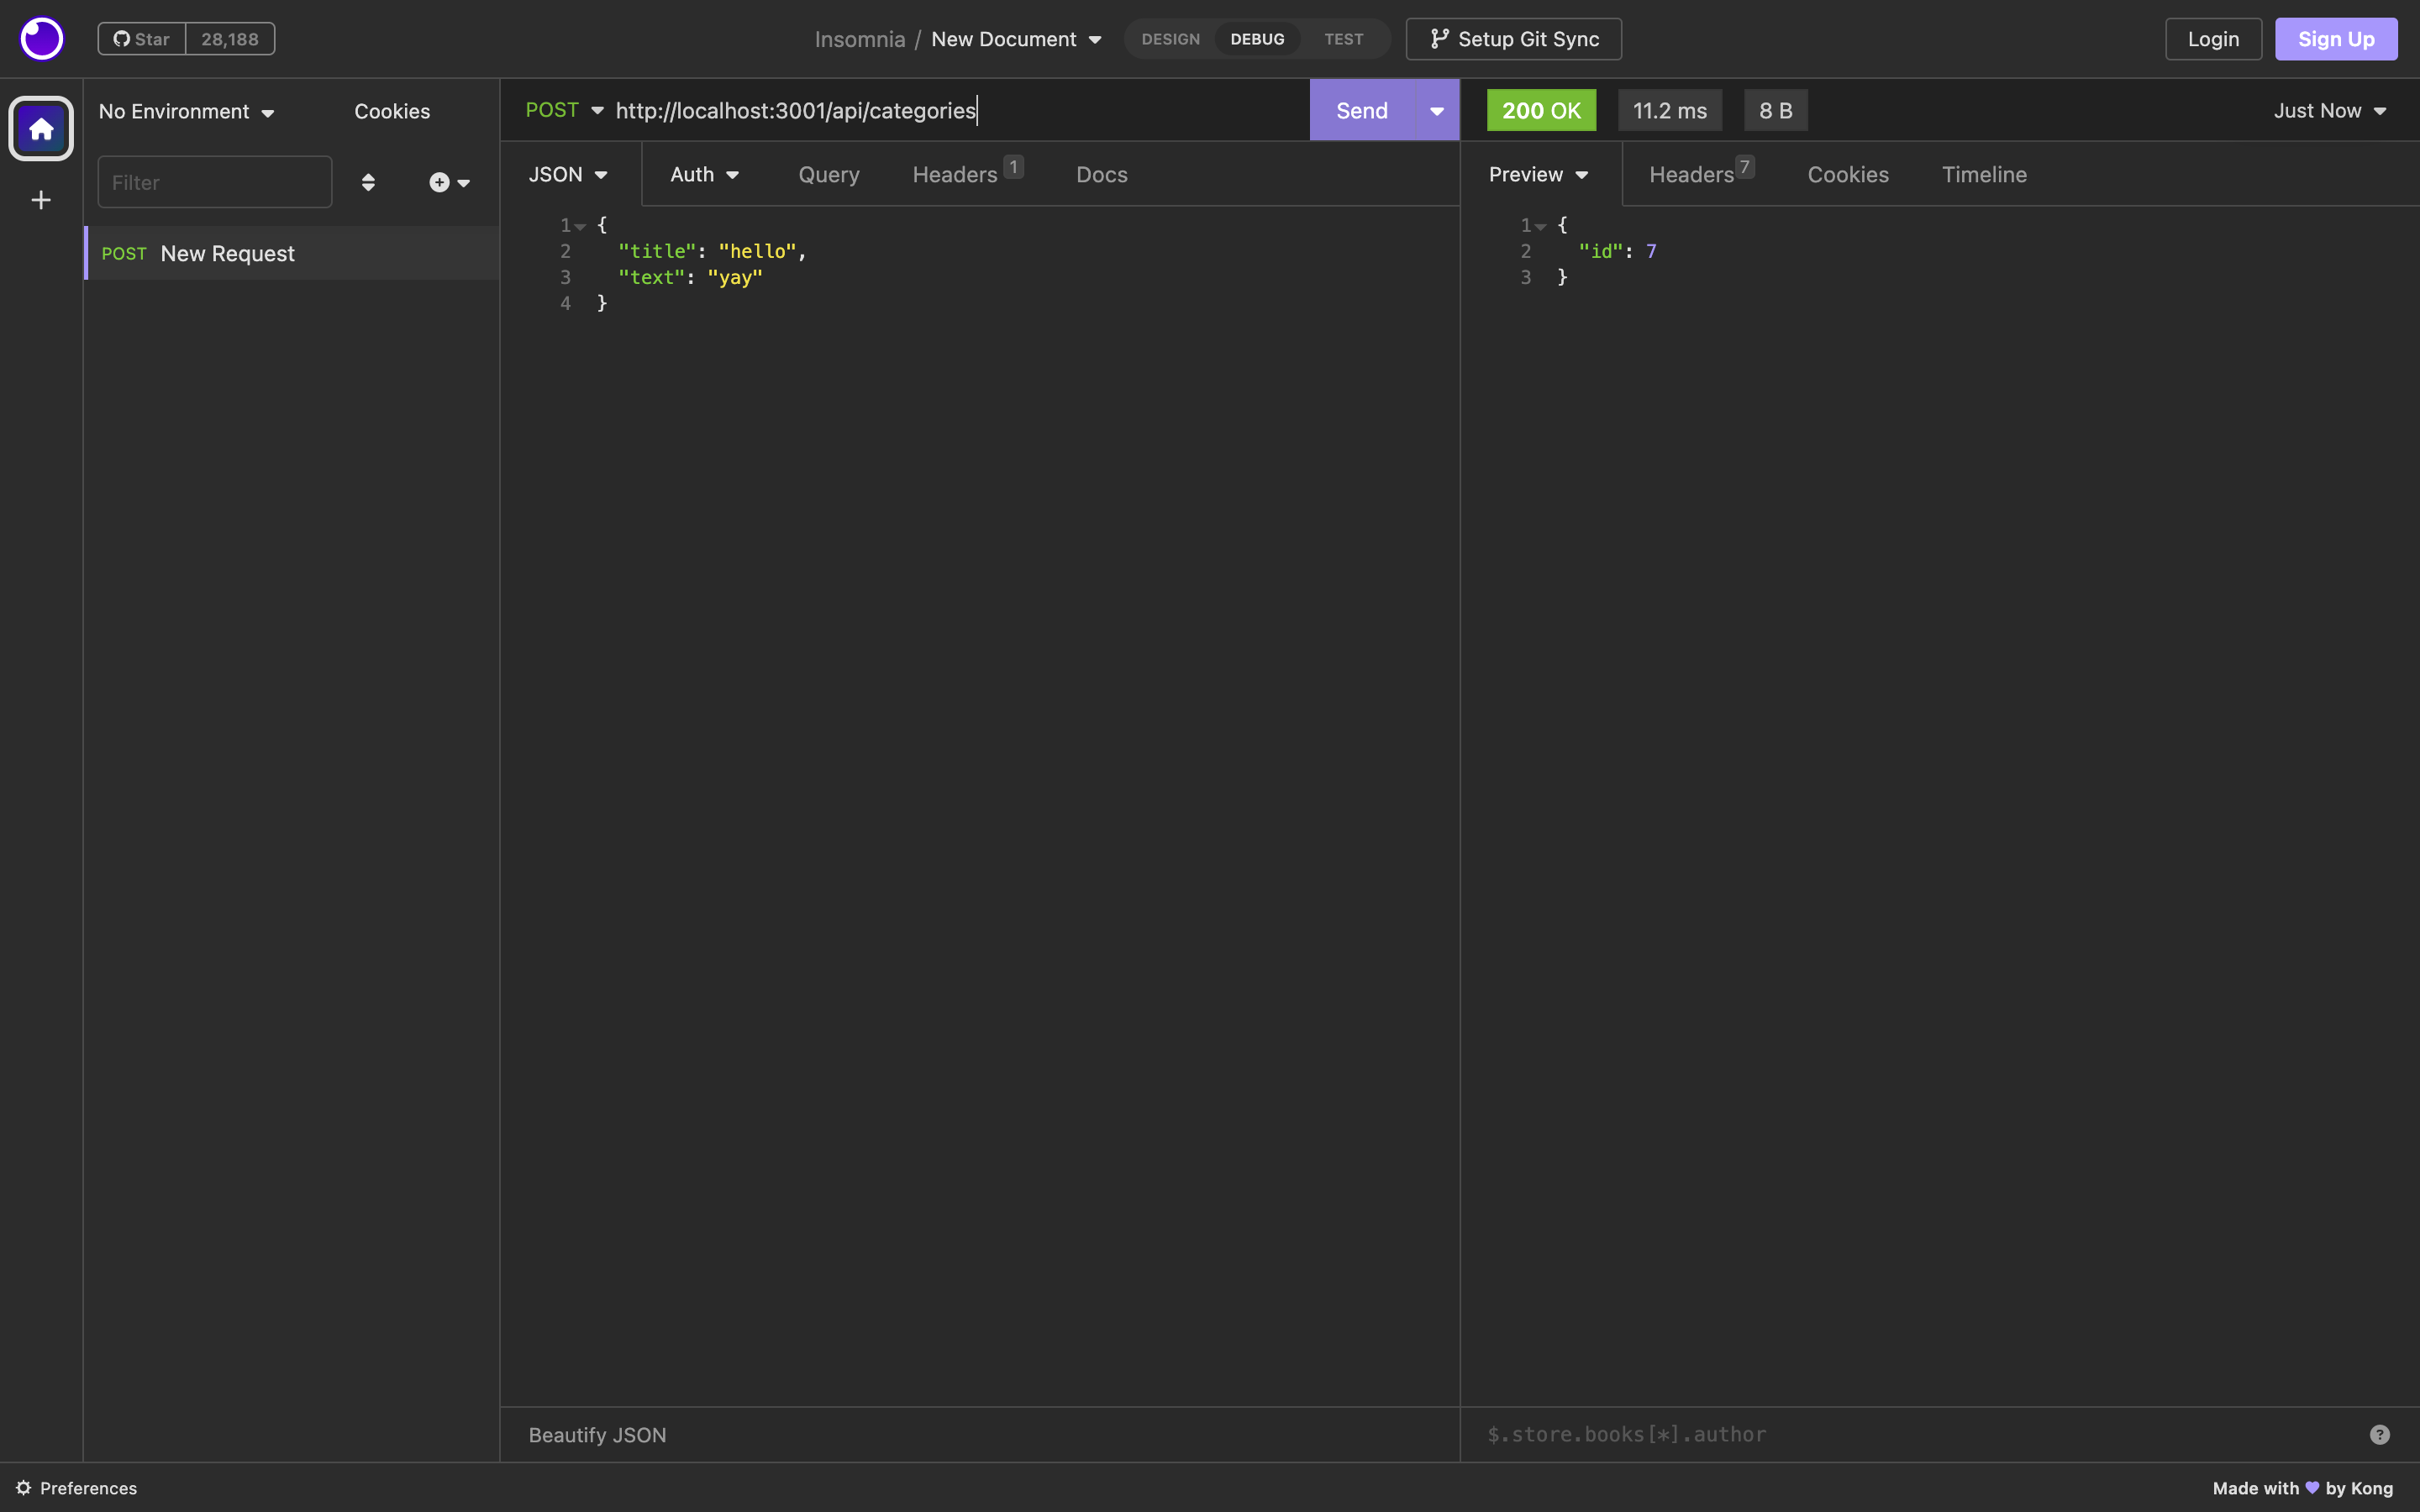 Star 28,188
Insomnia / New Document
DESIGN DEBUG TEST
Setup Git Sync
Login
Sign Up
No Environment
Cookies
Filter
POST New Request
POST http://localhost:3001/api/categories
Send
JSON
Auth
Query
Headers 1
Docs
1 {
2 "title": "hello",
3 "text": "yay"
4 }
Beautify JSON
200 OK
11.2 ms
8 B
Just Now
Preview
Headers 7
Cookies
Timeline
1 {
2 "id": 7
3 }
$.store.books[*].author
?
Preferences
Made with 💜 by Kong